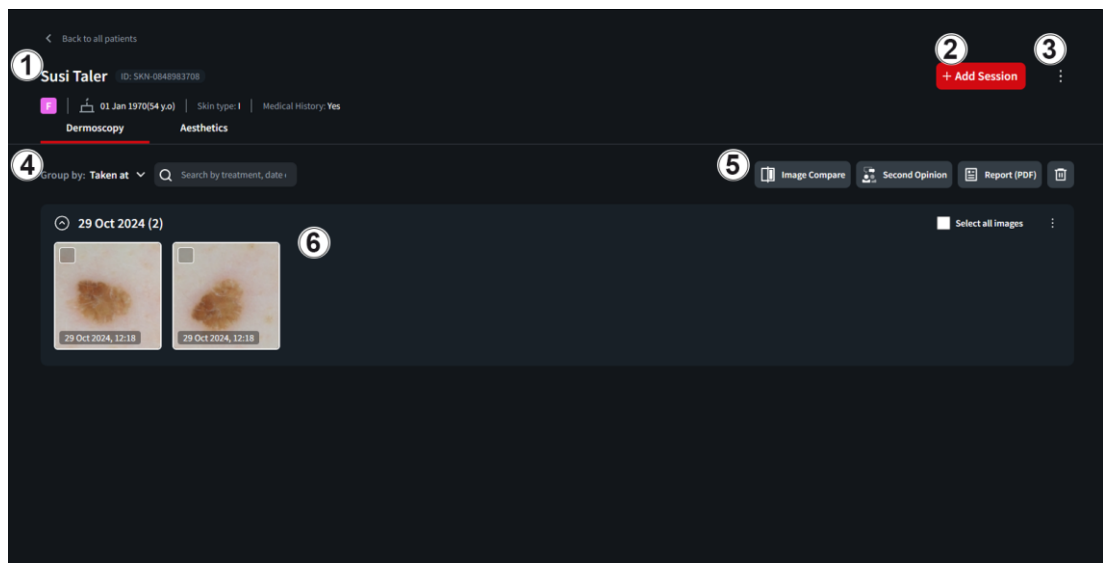 Back to all patients
1
Susi Taler ID: SKN-0848983708
2
+ Add Session
3
F 01 Jan 1970(54 y.o) Skin type: I Medical History: Yes
Dermoscopy Aesthetics
4
Group by: Taken at Search by treatment, date
5
Image Compare Second Opinion Report (PDF)
29 Oct 2024 (2) Select all images
6
29 Oct 2024, 12:18 29 Oct 2024, 12:18